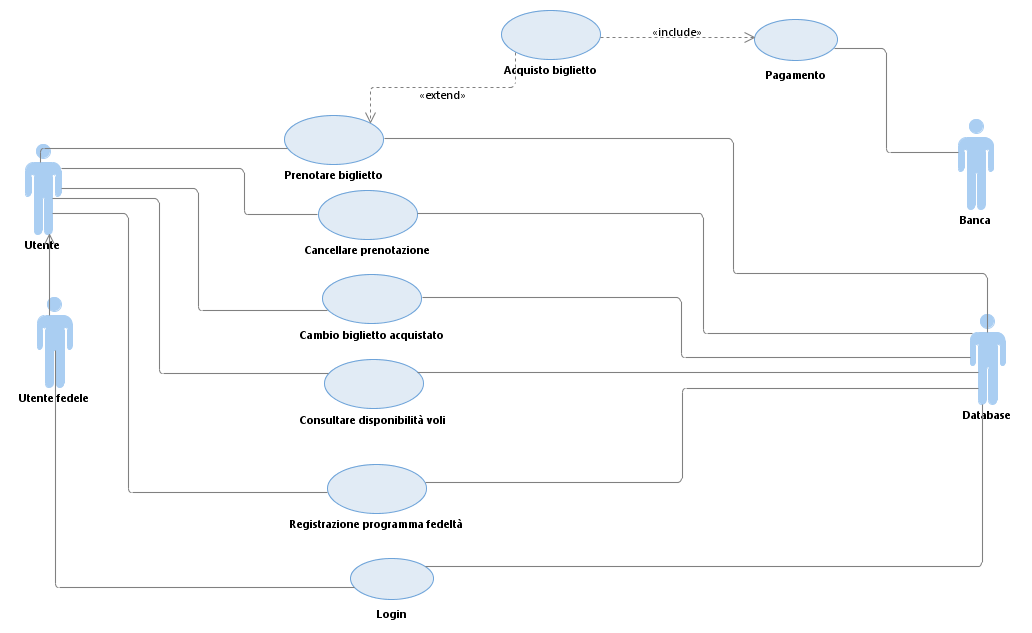 «include»
Acquisto biglietto
Pagamento
«extend»
Prenotare biglietto
Banca
Utente
Cancellare prenotazione
Cambio biglietto acquistato
Utente fedele
Database
Consultare disponibilità voli
Registrazione programma fedeltà
Login